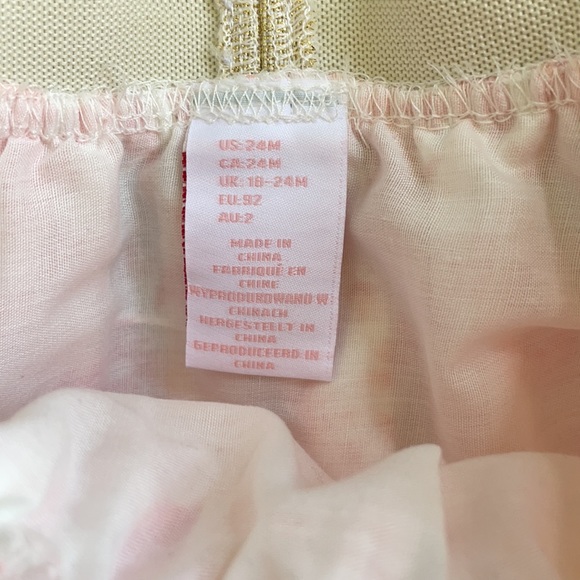 US: 24M
CA: 24M
UK: 18-24M
EU: 92
AU: 2
MADE IN
CHINA
FABRIQUÉ EN
CHINE
WYPRODUKOWANO W
CHINACH
HERGESTELLT IN
CHINA
GEPRODUCEERD IN
CHINA